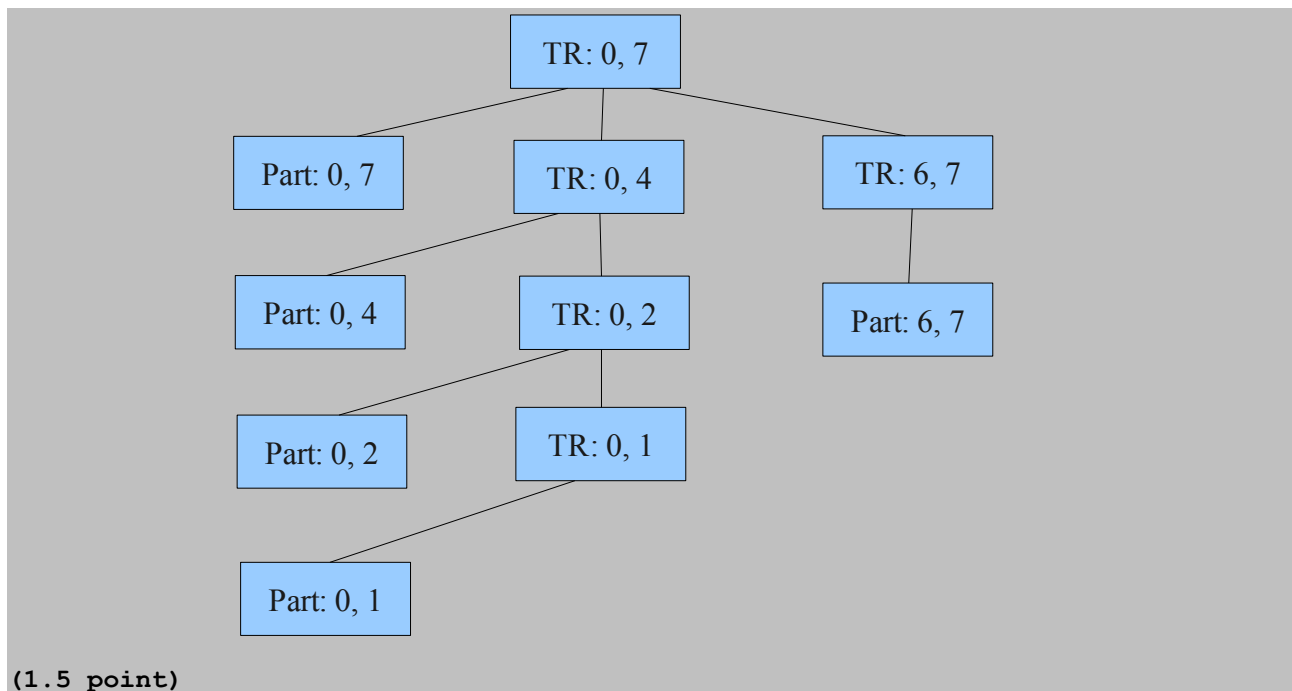 TR: 0, 7
Part: 0, 7
TR: 0, 4
TR: 6, 7
Part: 0, 4
TR: 0, 2
Part: 6, 7
Part: 0, 2
TR: 0, 1
Part: 0, 1
(1.5 point)